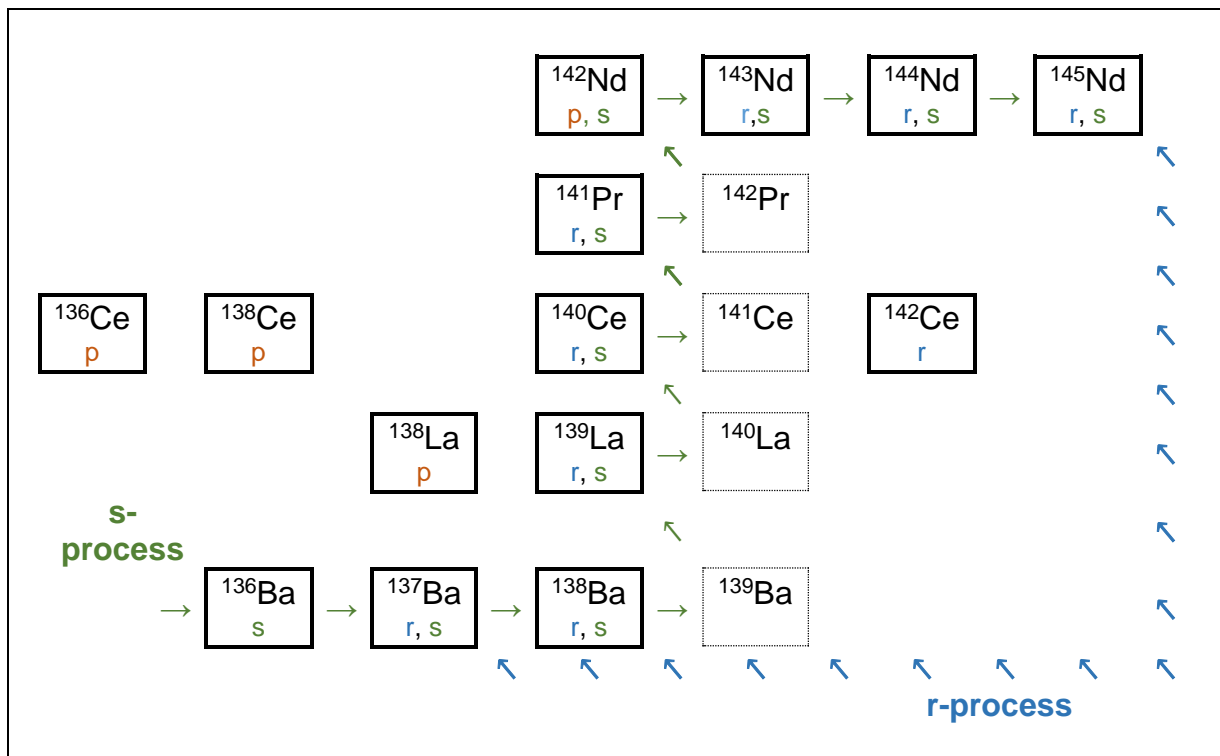 ¹⁴²Nd → ¹⁴³Nd → ¹⁴⁴Nd → ¹⁴⁵Nd
p, s r,s r, s r, s
¹⁴¹Pr → ¹⁴²Pr
r, s
¹³⁶Ce ¹³⁸Ce ¹⁴⁰Ce → ¹⁴¹Ce ¹⁴²Ce
p p r, s r
¹³⁸La ¹³⁹La → ¹⁴⁰La
p r, s
s-
process
→ ¹³⁶Ba → ¹³⁷Ba → ¹³⁸Ba → ¹³⁹Ba
s r, s r, s
r-process